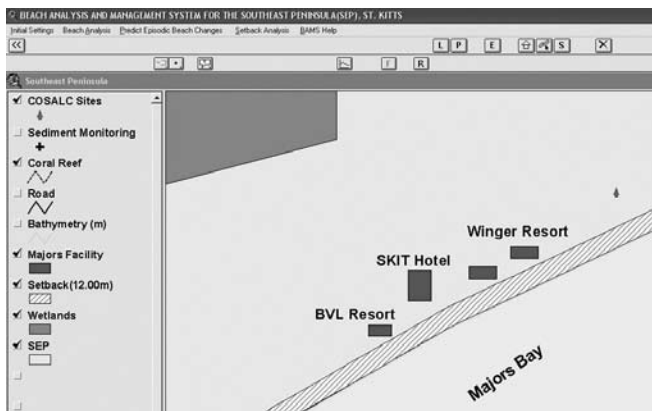 BEACH ANALYSIS AND MANAGEMENT SYSTEM FOR THE SOUTHEAST PENINSULA(SEP), ST. KITTS
Initial Settings Beach Analysis Predict Episodic Beach Changes Setback Analysis BAMS Help
<< L P E S X
R
Southeast Peninsula
COSALC Sites
Sediment Monitoring
Coral Reef
Road
Bathymetry (m)
Majors Facility
Setback(12.00m)
Wetlands
SEP
Winger Resort
SKIT Hotel
BVL Resort
Majors Bay